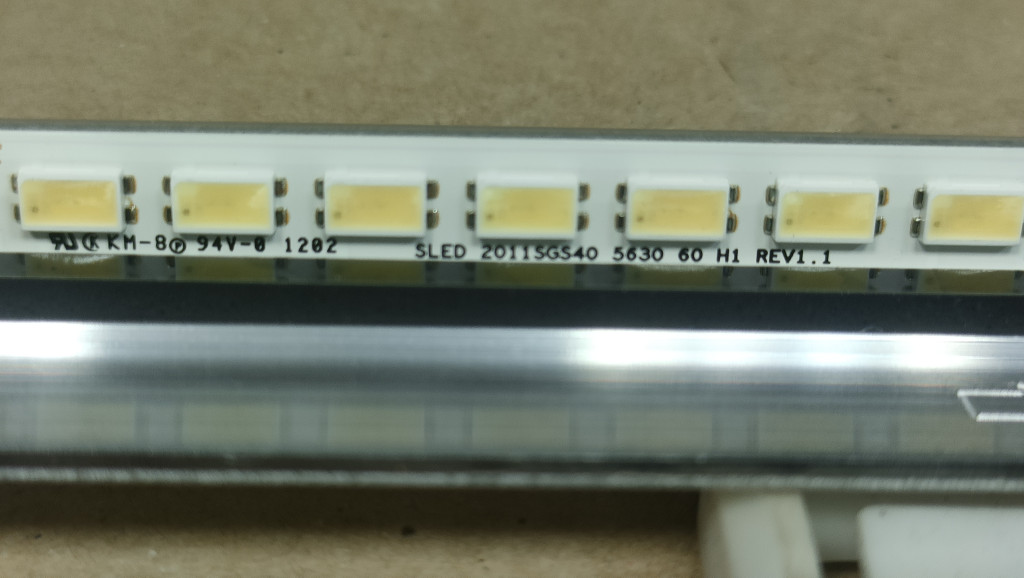 KM-8 94V-0 1202
SLED 2011SGS40 5630 60 H1 REV1.1